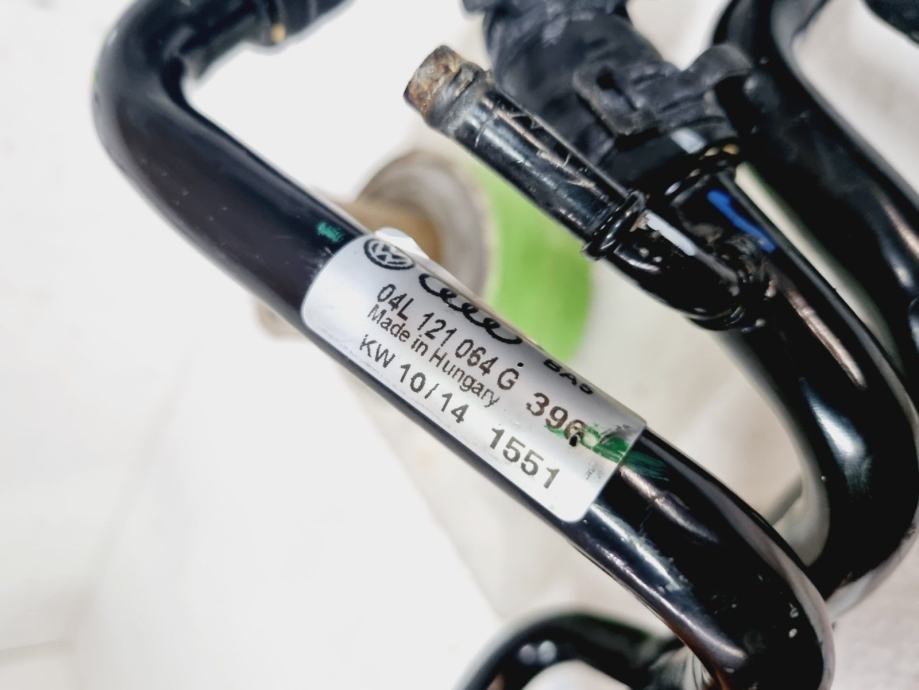 04L 121 064 G
Made in Hungary
396
KW 10/14 1551